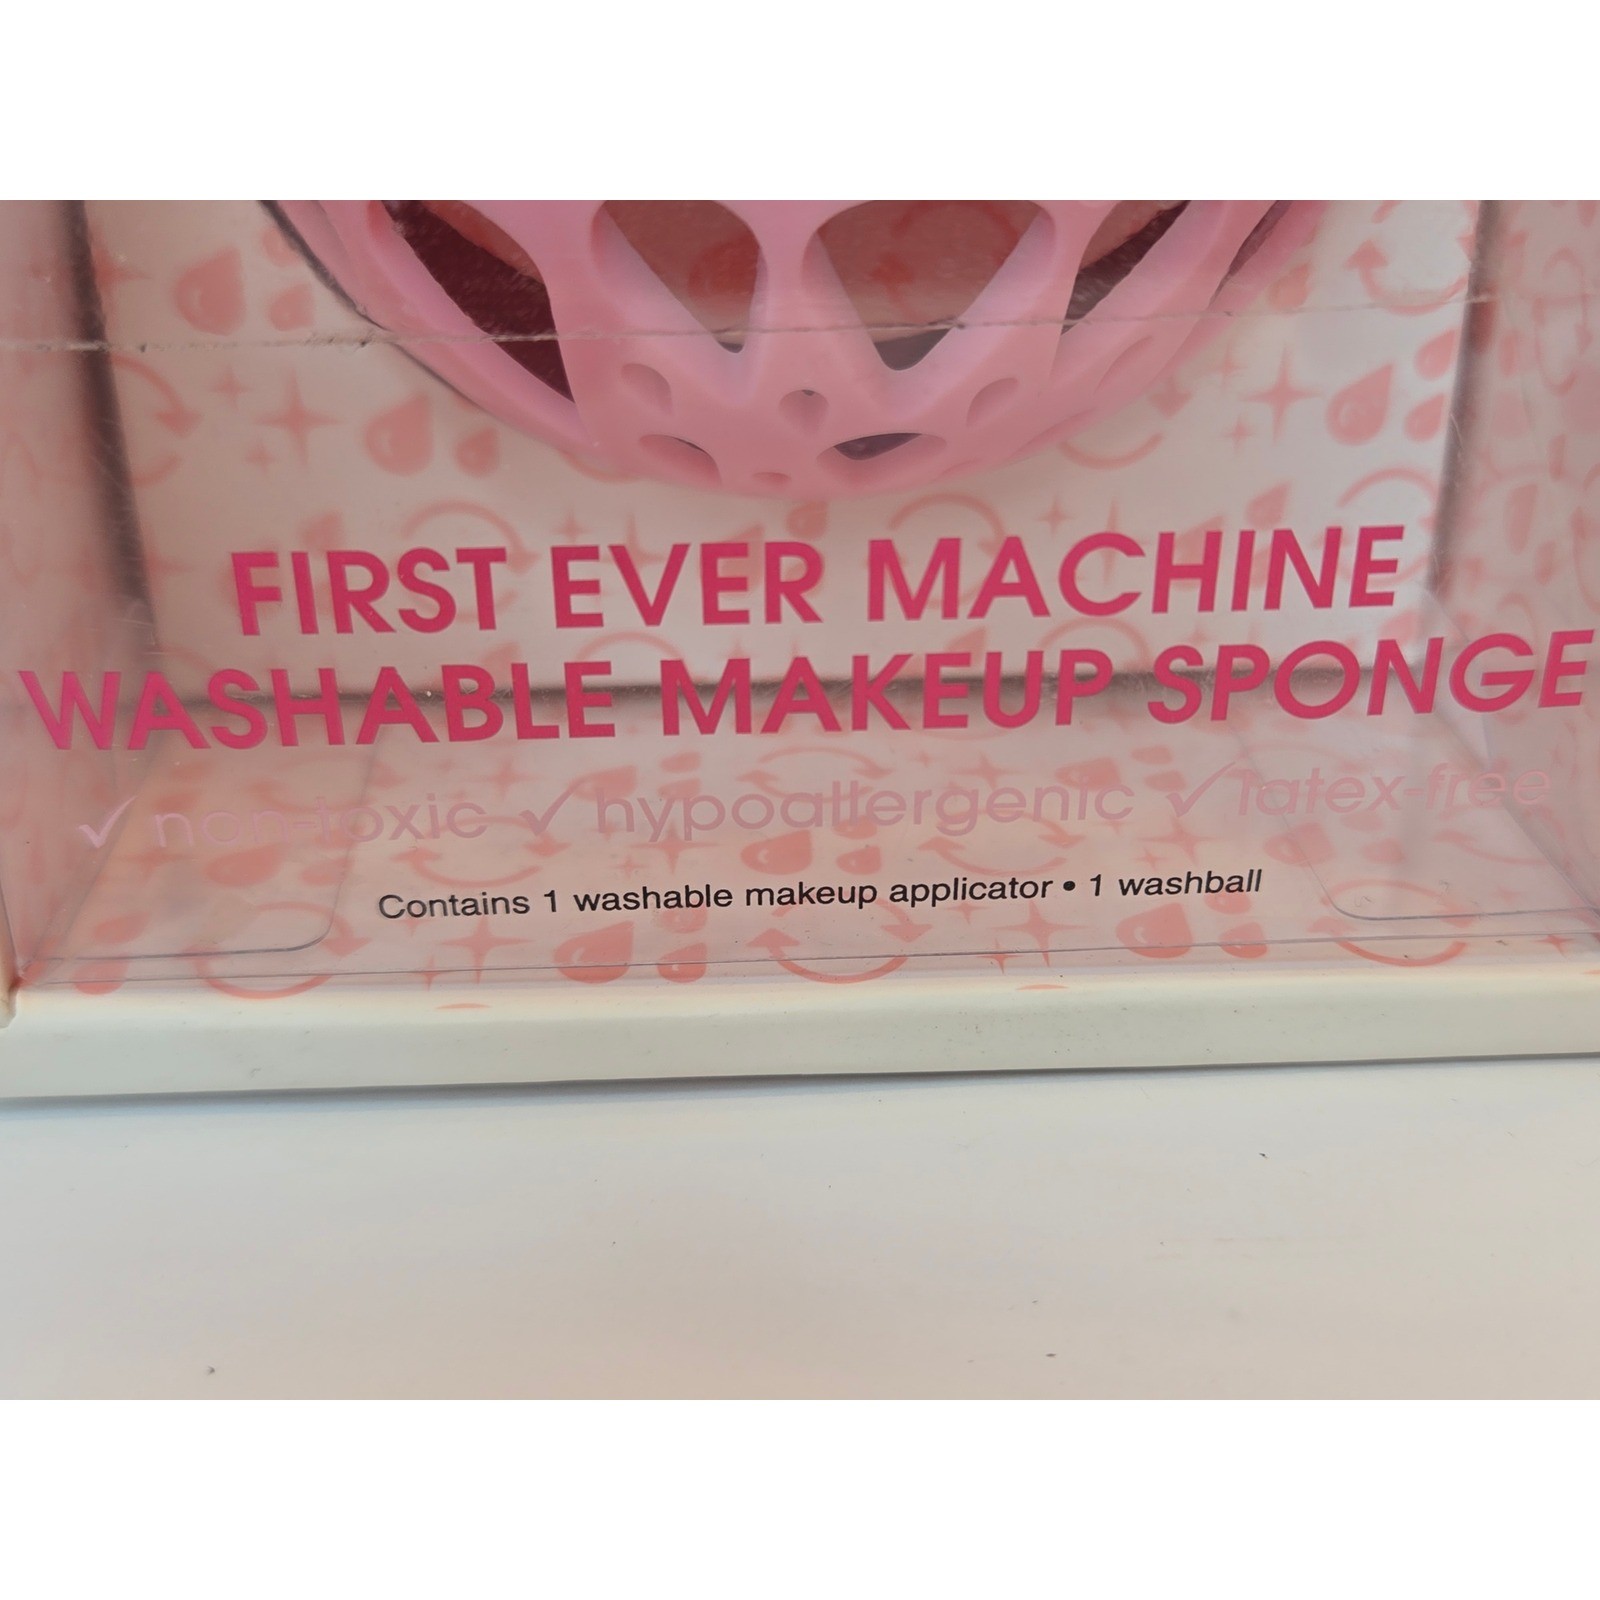 FIRST EVER MACHINE
WASHABLE MAKEUP SPONGE
✓ non-toxic ✓ hypoallergenic ✓ latex-free
Contains 1 washable makeup applicator • 1 washball